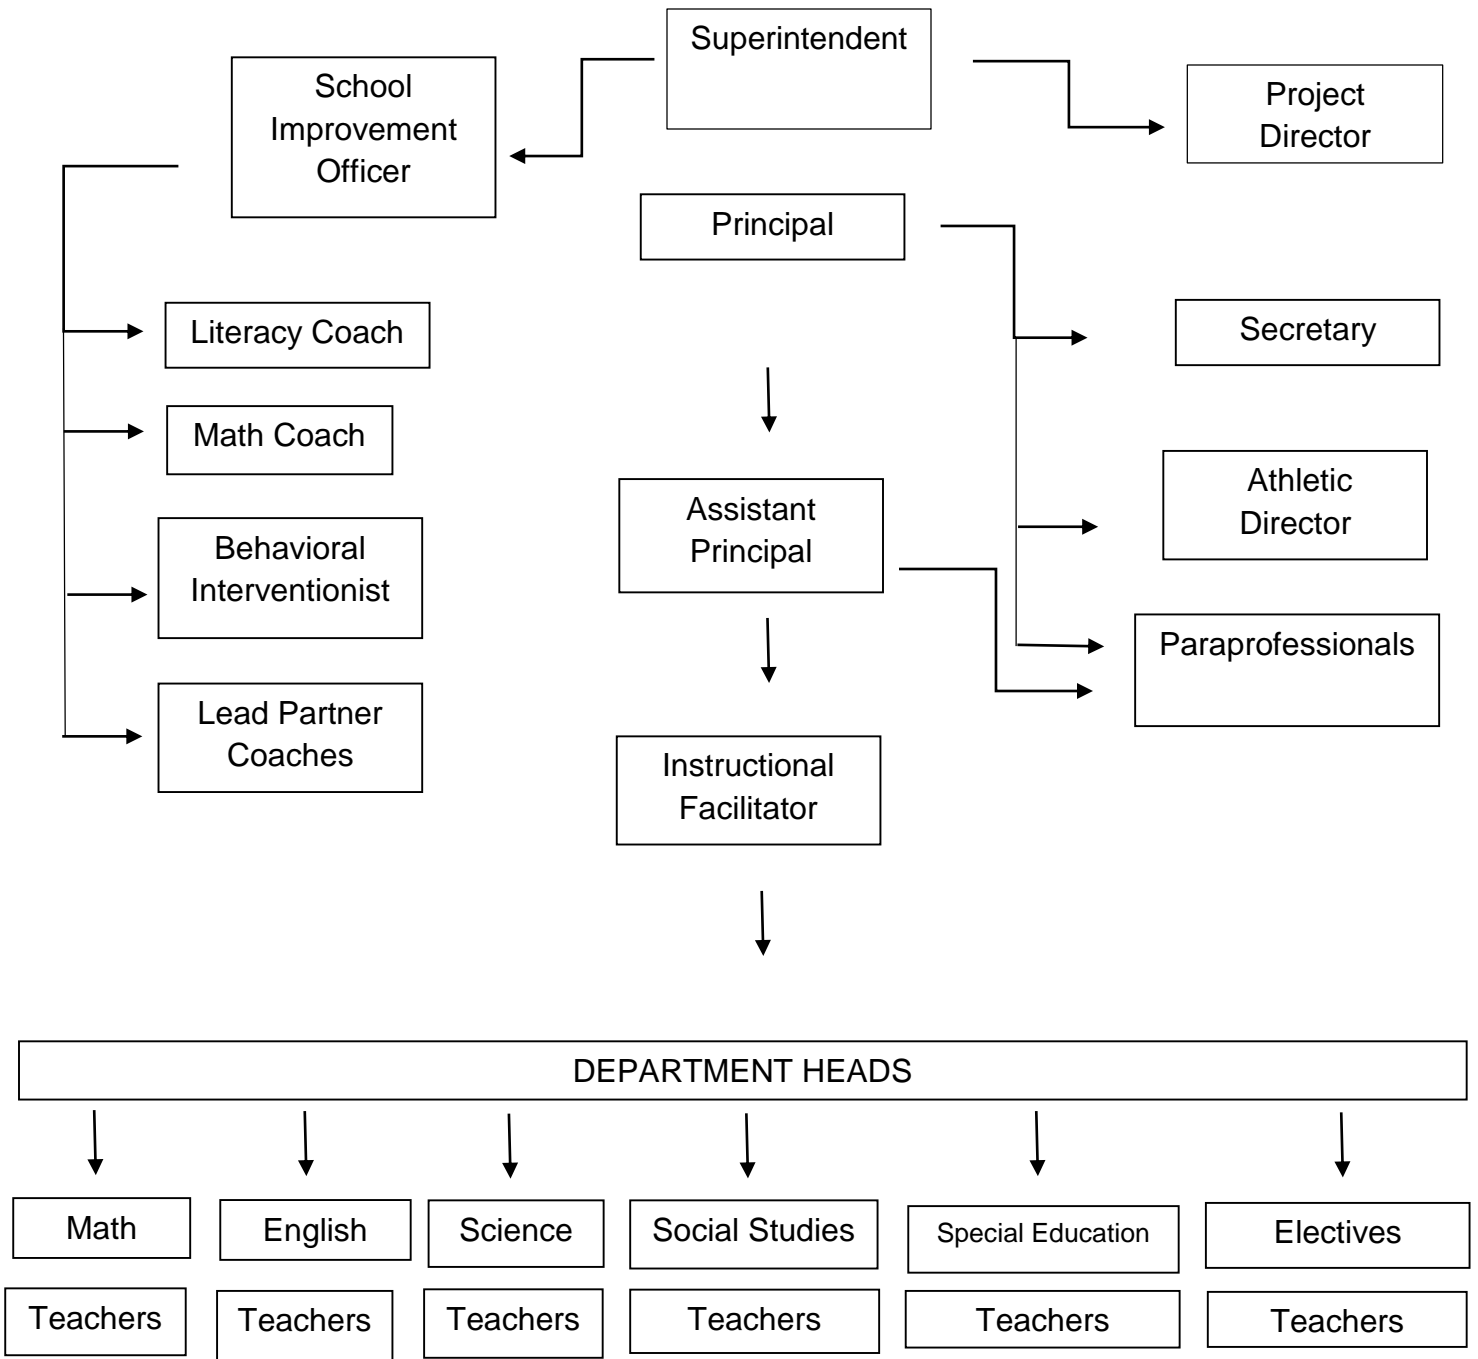 Superintendent
School
Improvement
Officer
Project
Director
Principal
Literacy Coach
Secretary
Math Coach
Athletic
Director
Assistant
Principal
Behavioral
Interventionist
Paraprofessionals
Lead Partner
Coaches
Instructional
Facilitator
DEPARTMENT HEADS
Math
English
Science
Social Studies
Special Education
Electives
Teachers
Teachers
Teachers
Teachers
Teachers
Teachers